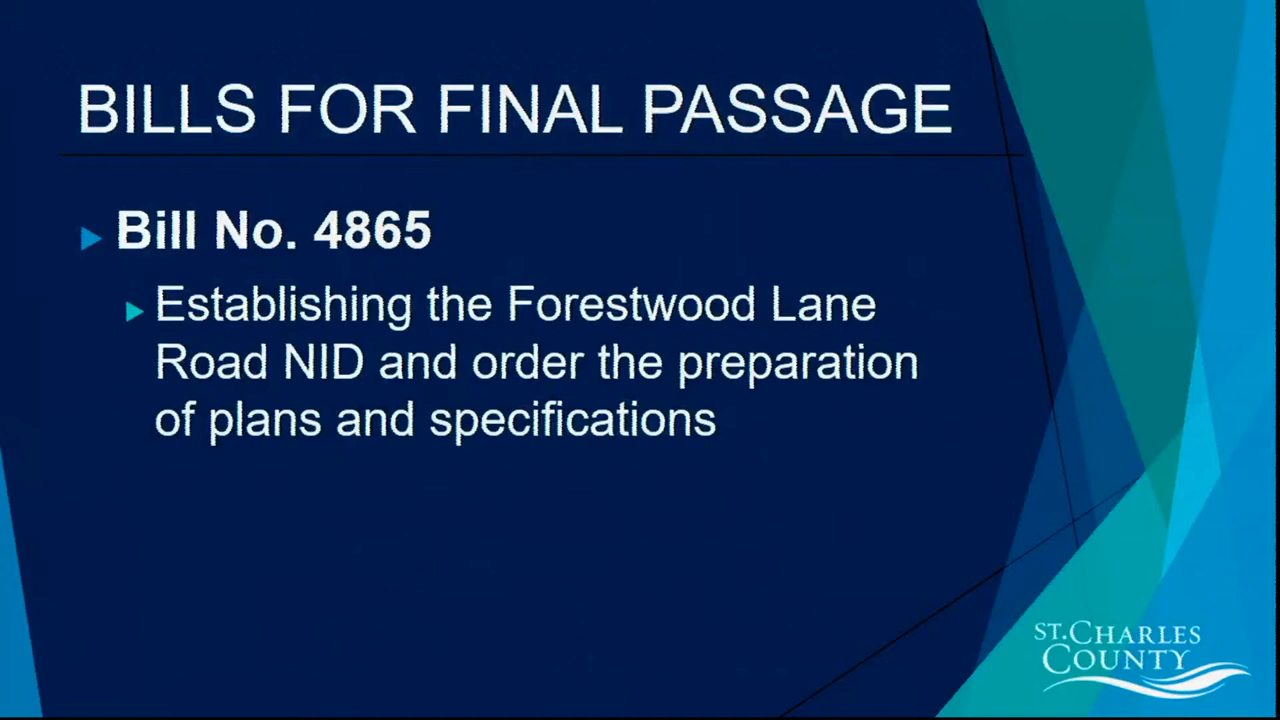 BILLS FOR FINAL PASSAGE
Bill No. 4865
Establishing the Forestwood Lane
Road NID and order the preparation
of plans and specifications
ST. CHARLES
COUNTY